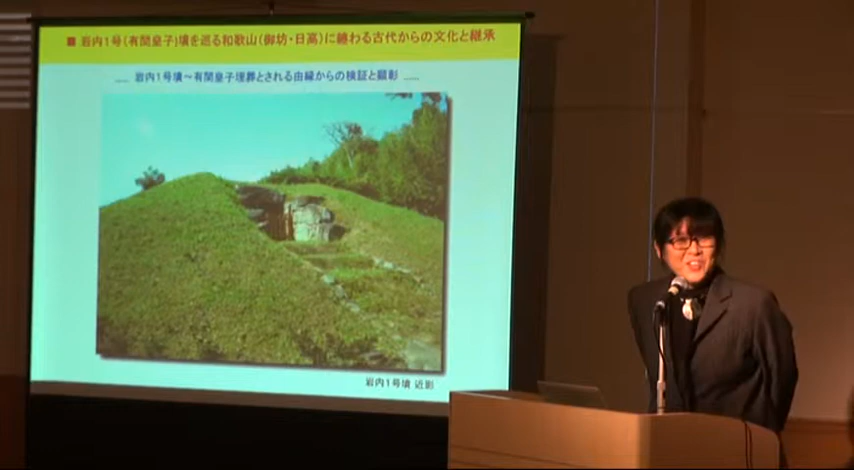 ■ 岩内1号(有間皇子)墳を巡る和歌山(御坊・日高)に纏わる古代からの文化と継承
…… 岩内1号墳～有間皇子埋葬とされる由縁からの検証と顕彰 ……
岩内1号墳 近影